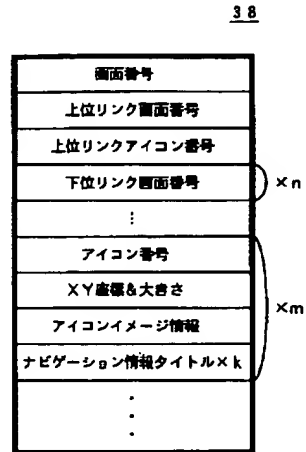 38
画面番号
上位リンク画面番号
上位リンクアイコン番号
下位リンク画面番号
×n
⋮
アイコン番号
XY座標&大きさ
×m
アイコンイメージ情報
ナビゲーション情報タイトル×k
⋮